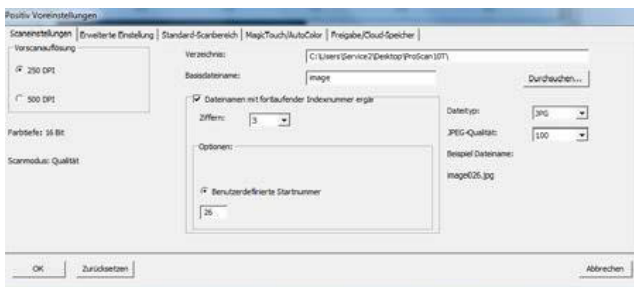 Positiv Voreinstellungen
Scaneinstellungen
Erweiterte Einstellung
Standard-Scanbereich
MagicTouch/AutoColor
Freigabe/Cloud-Speicher
Vorscanauflösung
250 DPI
500 DPI
Farbtiefe: 16 Bit
Scanmodus: Qualität
Verzeichnis:
C:\Users\Service2\Desktop\ProScan10T\
Basisdateiname:
image
Durchsuchen...
Dateinamen mit fortlaufender Indexnummer ergär
Ziffern:
3
Optionen:
Benutzerdefinierte Startnummer
26
Dateityp:
JPG
JPEG-Qualität:
100
Beispiel Dateiname:
image026.jpg
OK
Zurücksetzen
Abbrechen